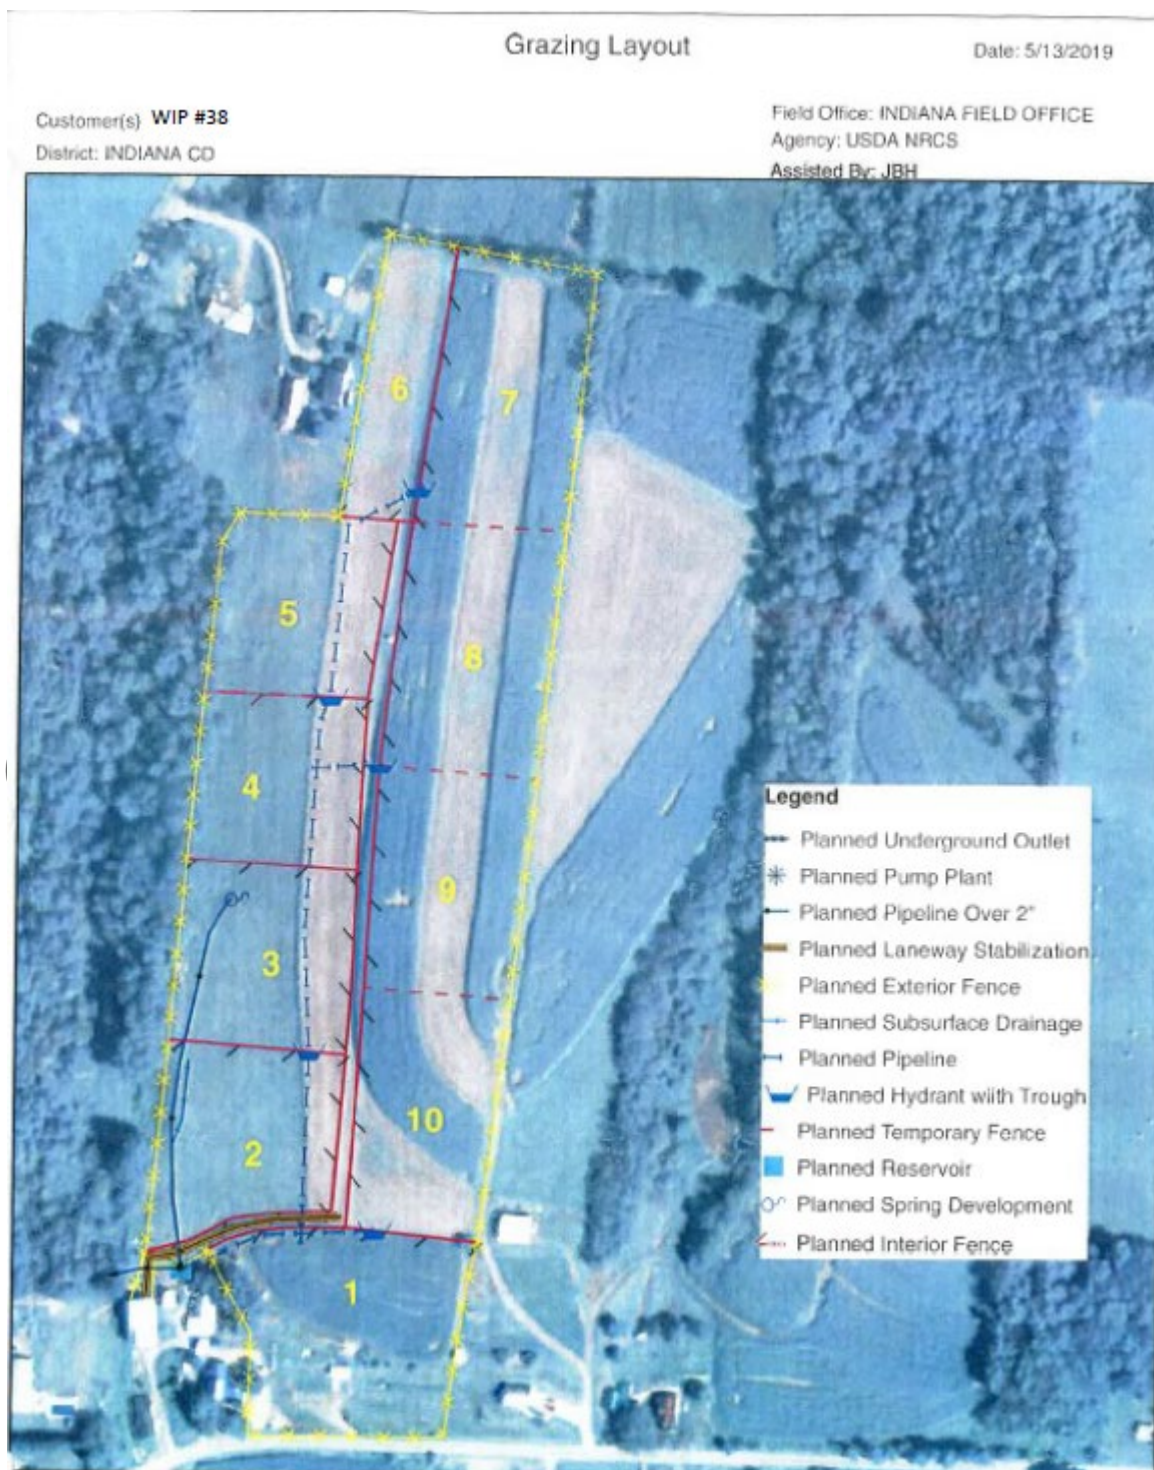 Grazing Layout
Date: 5/13/2019
Customer(s) WIP #38
District: INDIANA CO
Field Office: INDIANA FIELD OFFICE
Agency: USDA NRCS
Assisted By: JBH
6
7
5
8
4
9
3
10
2
1
Legend
Planned Underground Outlet
Planned Pump Plant
Planned Pipeline Over 2"
Planned Laneway Stabilization
Planned Exterior Fence
Planned Subsurface Drainage
Planned Pipeline
Planned Hydrant wiith Trough
Planned Temporary Fence
Planned Reservoir
Planned Spring Development
Planned Interior Fence